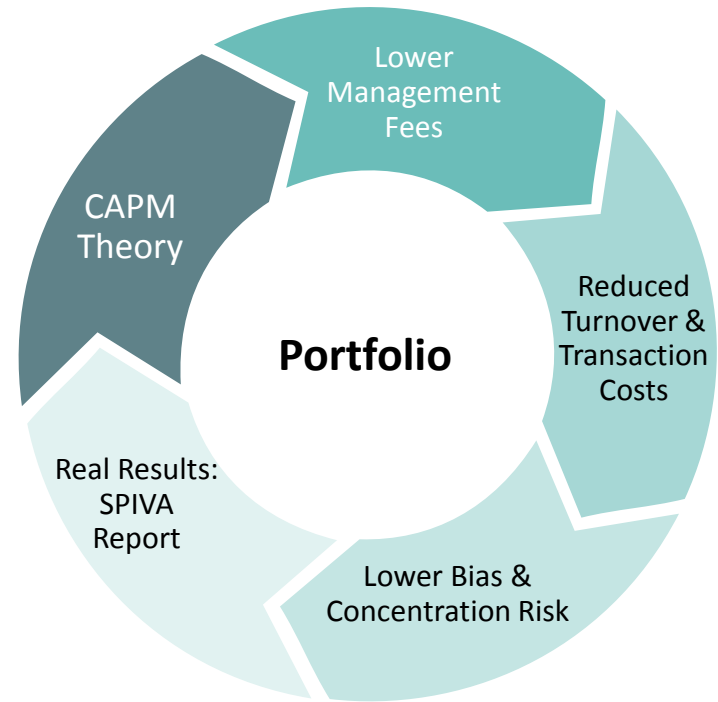 Lower
Management
Fees
CAPM
Theory
Reduced
Turnover &
Transaction
Costs
Portfolio
Real Results:
SPIVA
Report
Lower Bias &
Concentration Risk